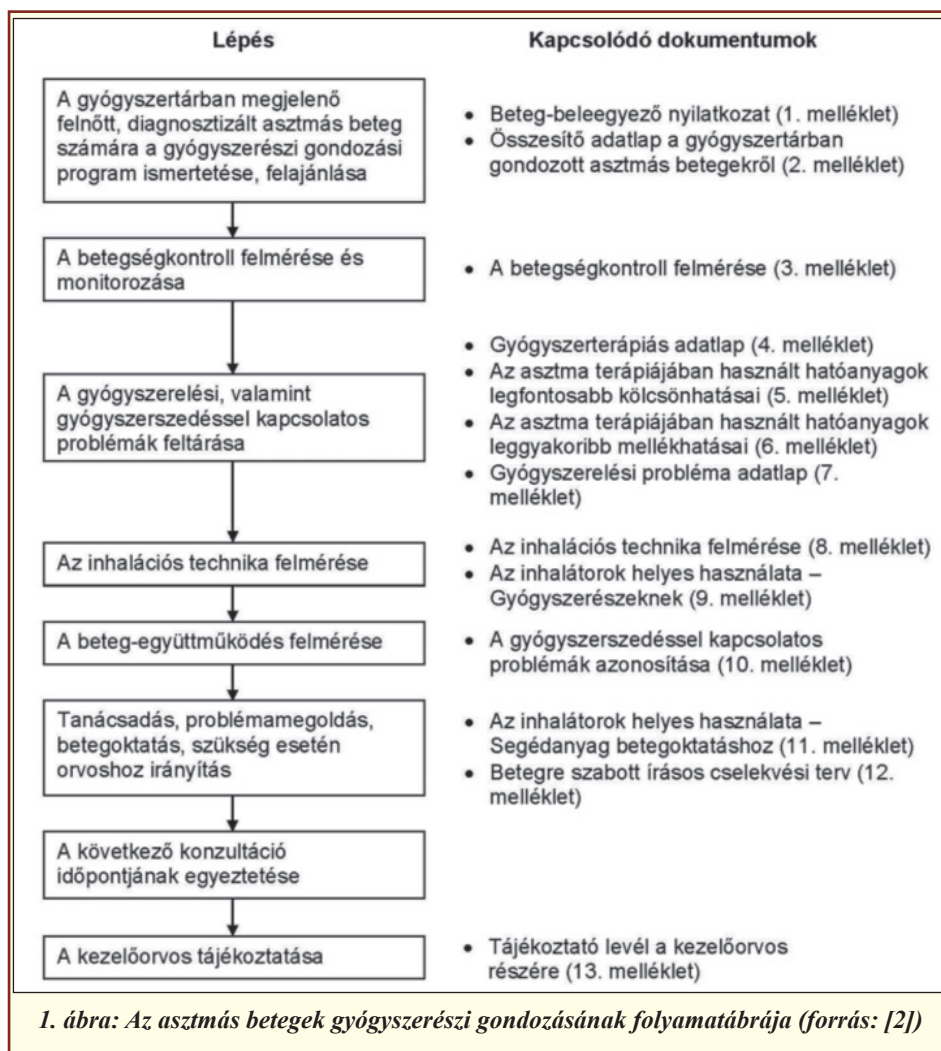 Lépés
Kapcsolódó dokumentumok
A gyógyszertárban megjelenő
felnőtt, diagnosztizált asztmás beteg
számára a gyógyszerészi gondozási
program ismertetése, felajánlása
• Beteg-beleegyező nyilatkozat (1. melléklet)
• Összesítő adatlap a gyógyszertárban
gondozott asztmás betegekről (2. melléklet)
A betegségkontroll felmérése és
monitorozása
• A betegségkontroll felmérése (3. melléklet)
A gyógyszerelési, valamint
gyógyszerszedéssel kapcsolatos
problémák feltárása
• Gyógyszerterápiás adatlap (4. melléklet)
• Az asztma terápiájában használt hatóanyagok
legfontosabb kölcsönhatásai (5. melléklet)
• Az asztma terápiájában használt hatóanyagok
leggyakoribb mellékhatásai (6. melléklet)
• Gyógyszerelési probléma adatlap (7.
melléklet)
Az inhalációs technika felmérése
• Az inhalációs technika felmérése (8. melléklet)
• Az inhalátorok helyes használata –
Gyógyszerészeknek (9. melléklet)
A beteg-együttműködés felmérése
• A gyógyszerszedéssel kapcsolatos
problémák azonosítása (10. melléklet)
Tanácsadás, problémamegoldás,
betegoktatás, szükség esetén
orvoshoz irányítás
• Az inhalátorok helyes használata –
Segédanyag betegoktatáshoz (11. melléklet)
• Betegre szabott írásos cselekvési terv (12.
melléklet)
A következő konzultáció
időpontjának egyeztetése
A kezelőorvos tájékoztatása
• Tájékoztató levél a kezelőorvos
részére (13. melléklet)
1. ábra: Az asztmás betegek gyógyszerészi gondozásának folyamatábrája (forrás: [2])